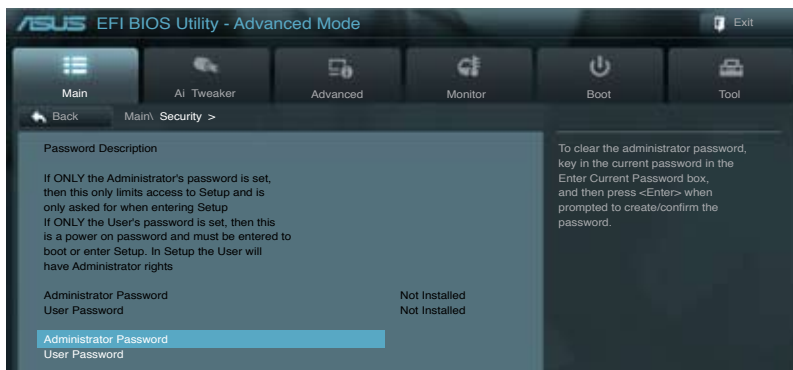 ASUS EFI BIOS Utility - Advanced Mode
Exit
Main
Ai Tweaker
Advanced
Monitor
Boot
Tool
Back
Main\ Security >
Password Description
If ONLY the Administrator's password is set,
then this only limits access to Setup and is
only asked for when entering Setup
If ONLY the User's password is set, then this
is a power on password and must be entered to
boot or enter Setup. In Setup the User will
have Administrator rights
Administrator Password Not Installed
User Password Not Installed
Administrator Password
User Password
To clear the administrator password,
key in the current password in the
Enter Current Password box,
and then press <Enter> when
prompted to create/confirm the
password.